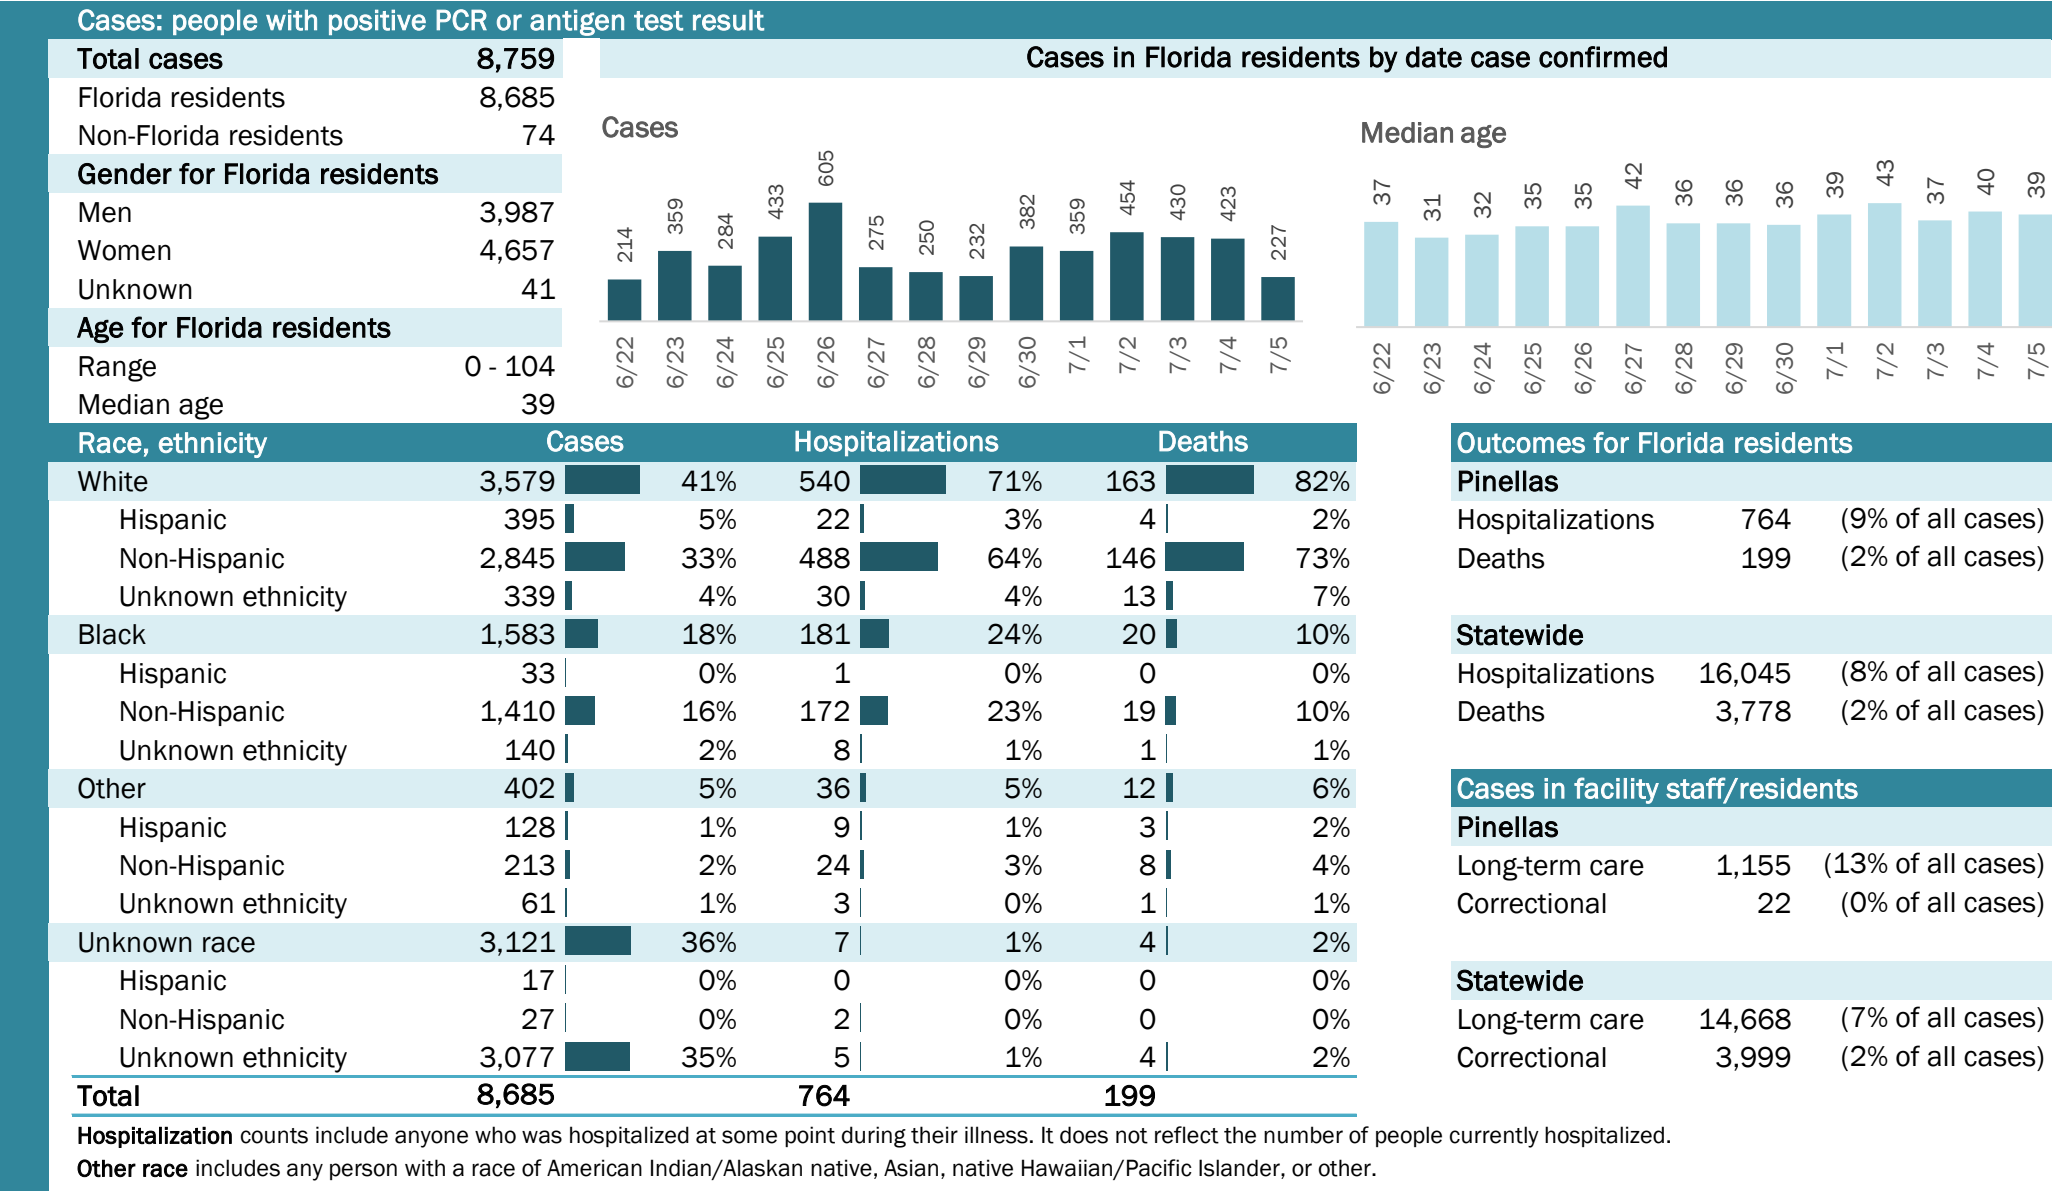 Cases: people with positive PCR or antigen test result
Total cases 8,759
Florida residents 8,685
Non-Florida residents 74
Gender for Florida residents
Men 3,987
Women 4,657
Unknown 41
Age for Florida residents
Range 0 - 104
Median age 39
Cases in Florida residents by date case confirmed
Cases
214 359 284 433 605 275 250 232 382 359 454 430 423 227
6/22 6/23 6/24 6/25 6/26 6/27 6/28 6/29 6/30 7/1 7/2 7/3 7/4 7/5
Median age
37 31 32 35 35 42 36 36 36 39 43 37 40 39
6/22 6/23 6/24 6/25 6/26 6/27 6/28 6/29 6/30 7/1 7/2 7/3 7/4 7/5
Race, ethnicity Cases Hospitalizations Deaths
White 3,579 41% 540 71% 163 82%
Hispanic 395 5% 22 3% 4 2%
Non-Hispanic 2,845 33% 488 64% 146 73%
Unknown ethnicity 339 4% 30 4% 13 7%
Black 1,583 18% 181 24% 20 10%
Hispanic 33 0% 1 0% 0 0%
Non-Hispanic 1,410 16% 172 23% 19 10%
Unknown ethnicity 140 2% 8 1% 1 1%
Other 402 5% 36 5% 12 6%
Hispanic 128 1% 9 1% 3 2%
Non-Hispanic 213 2% 24 3% 8 4%
Unknown ethnicity 61 1% 3 0% 1 1%
Unknown race 3,121 36% 7 1% 4 2%
Hispanic 17 0% 0 0% 0 0%
Non-Hispanic 27 0% 2 0% 0 0%
Unknown ethnicity 3,077 35% 5 1% 4 2%
Total 8,685 764 199
Outcomes for Florida residents
Pinellas
Hospitalizations 764 (9% of all cases)
Deaths 199 (2% of all cases)
Statewide
Hospitalizations 16,045 (8% of all cases)
Deaths 3,778 (2% of all cases)
Cases in facility staff/residents
Pinellas
Long-term care 1,155 (13% of all cases)
Correctional 22 (0% of all cases)
Statewide
Long-term care 14,668 (7% of all cases)
Correctional 3,999 (2% of all cases)
Hospitalization counts include anyone who was hospitalized at some point during their illness. It does not reflect the number of people currently hospitalized.
Other race includes any person with a race of American Indian/Alaskan native, Asian, native Hawaiian/Pacific Islander, or other.